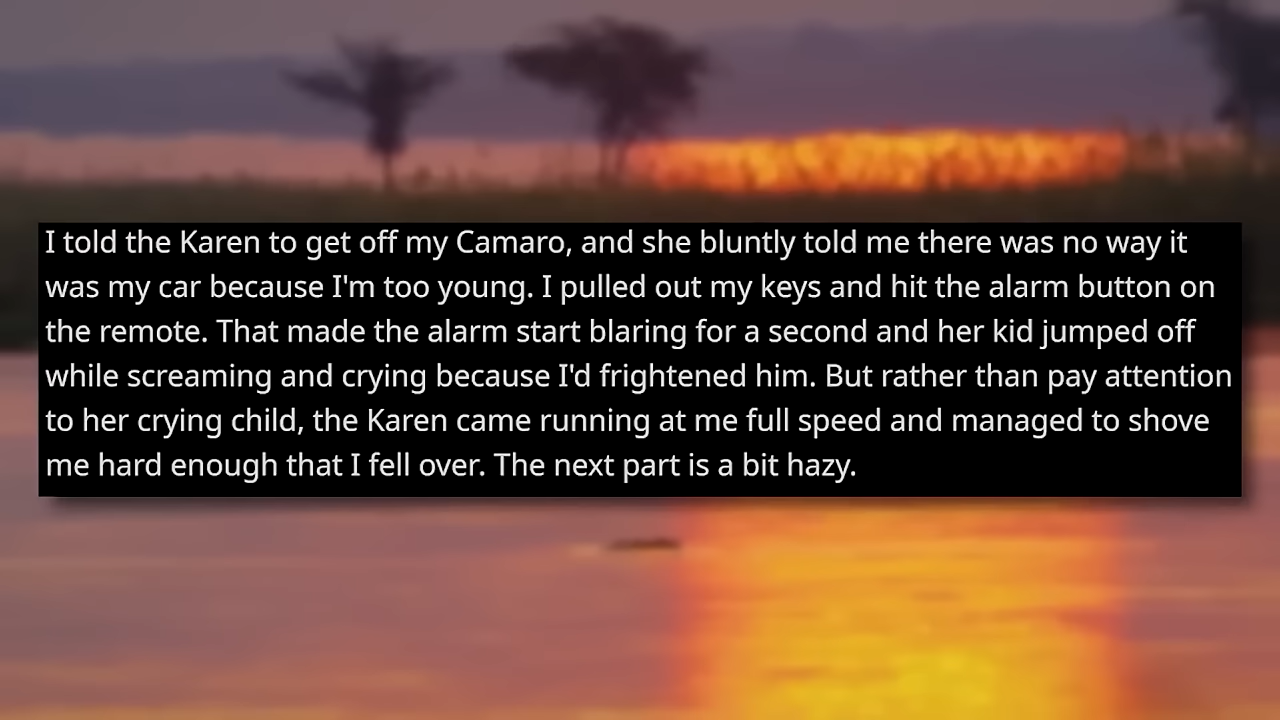 I told the Karen to get off my Camaro, and she bluntly told me there was no way it
was my car because I'm too young. I pulled out my keys and hit the alarm button on
the remote. That made the alarm start blaring for a second and her kid jumped off
while screaming and crying because I'd frightened him. But rather than pay attention
to her crying child, the Karen came running at me full speed and managed to shove
me hard enough that I fell over. The next part is a bit hazy.